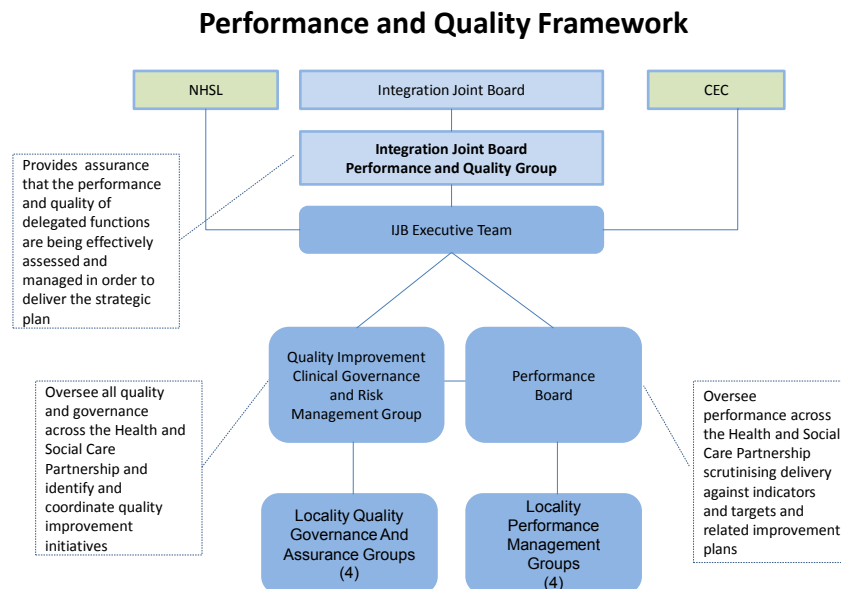 Performance and Quality Framework
NHSL
Integration Joint Board
CEC
Integration Joint Board
Performance and Quality Group
Provides assurance
that the performance
and quality of
delegated functions
are being effectively
assessed and
managed in order to
deliver the strategic
plan
IJB Executive Team
Quality Improvement
Clinical Governance
and Risk
Management Group
Performance
Board
Oversee all quality
and governance
across the Health and
Social Care
Partnership and
identify and
coordinate quality
improvement
initiatives
Oversee
performance across
the Health and Social
Care Partnership
scrutinising delivery
against indicators
and targets and
related improvement
plans
Locality Quality
Governance And
Assurance Groups
(4)
Locality
Performance
Management
Groups
(4)